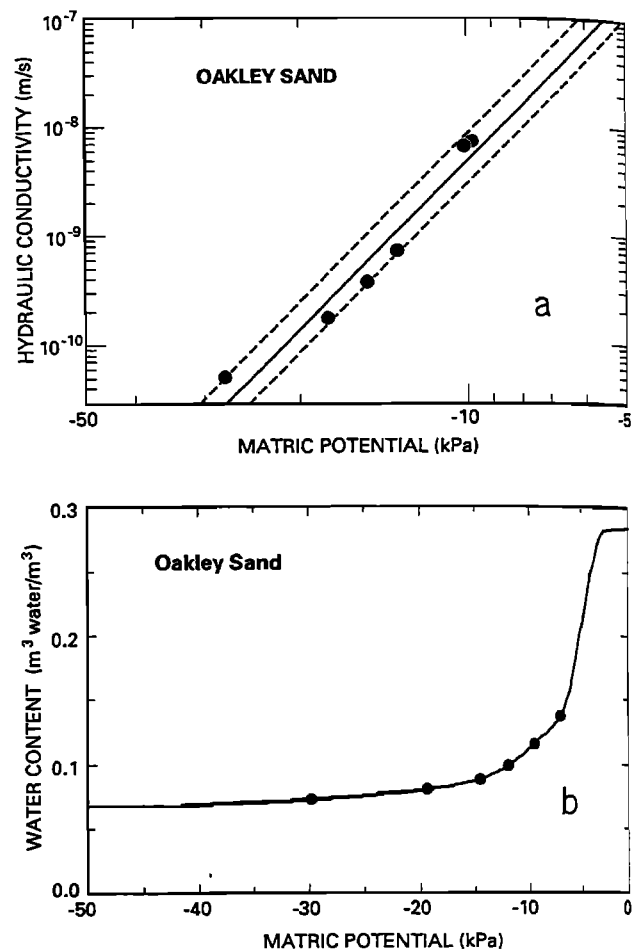 10⁻⁷
OAKLEY SAND
10⁻⁸
HYDRAULIC CONDUCTIVITY (m/s)
10⁻⁹
a
10⁻¹⁰
-50 -10 -5
MATRIC POTENTIAL (kPa)
0.3
Oakley Sand
WATER CONTENT (m³ water/m³)
0.2
0.1
b
0.0
-50 -40 -30 -20 -10 0
MATRIC POTENTIAL (kPa)